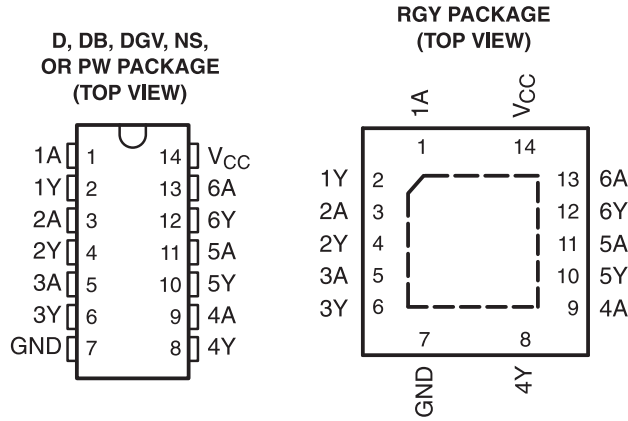 D, DB, DGV, NS,
OR PW PACKAGE
(TOP VIEW)
1A 1 14 VCC
1Y 2 13 6A
2A 3 12 6Y
2Y 4 11 5A
3A 5 10 5Y
3Y 6 9 4A
GND 7 8 4Y
RGY PACKAGE
(TOP VIEW)
1A VCC
1 14
1Y 2 13 6A
2A 3 12 6Y
2Y 4 11 5A
3A 5 10 5Y
3Y 6 9 4A
7 8
GND 4Y